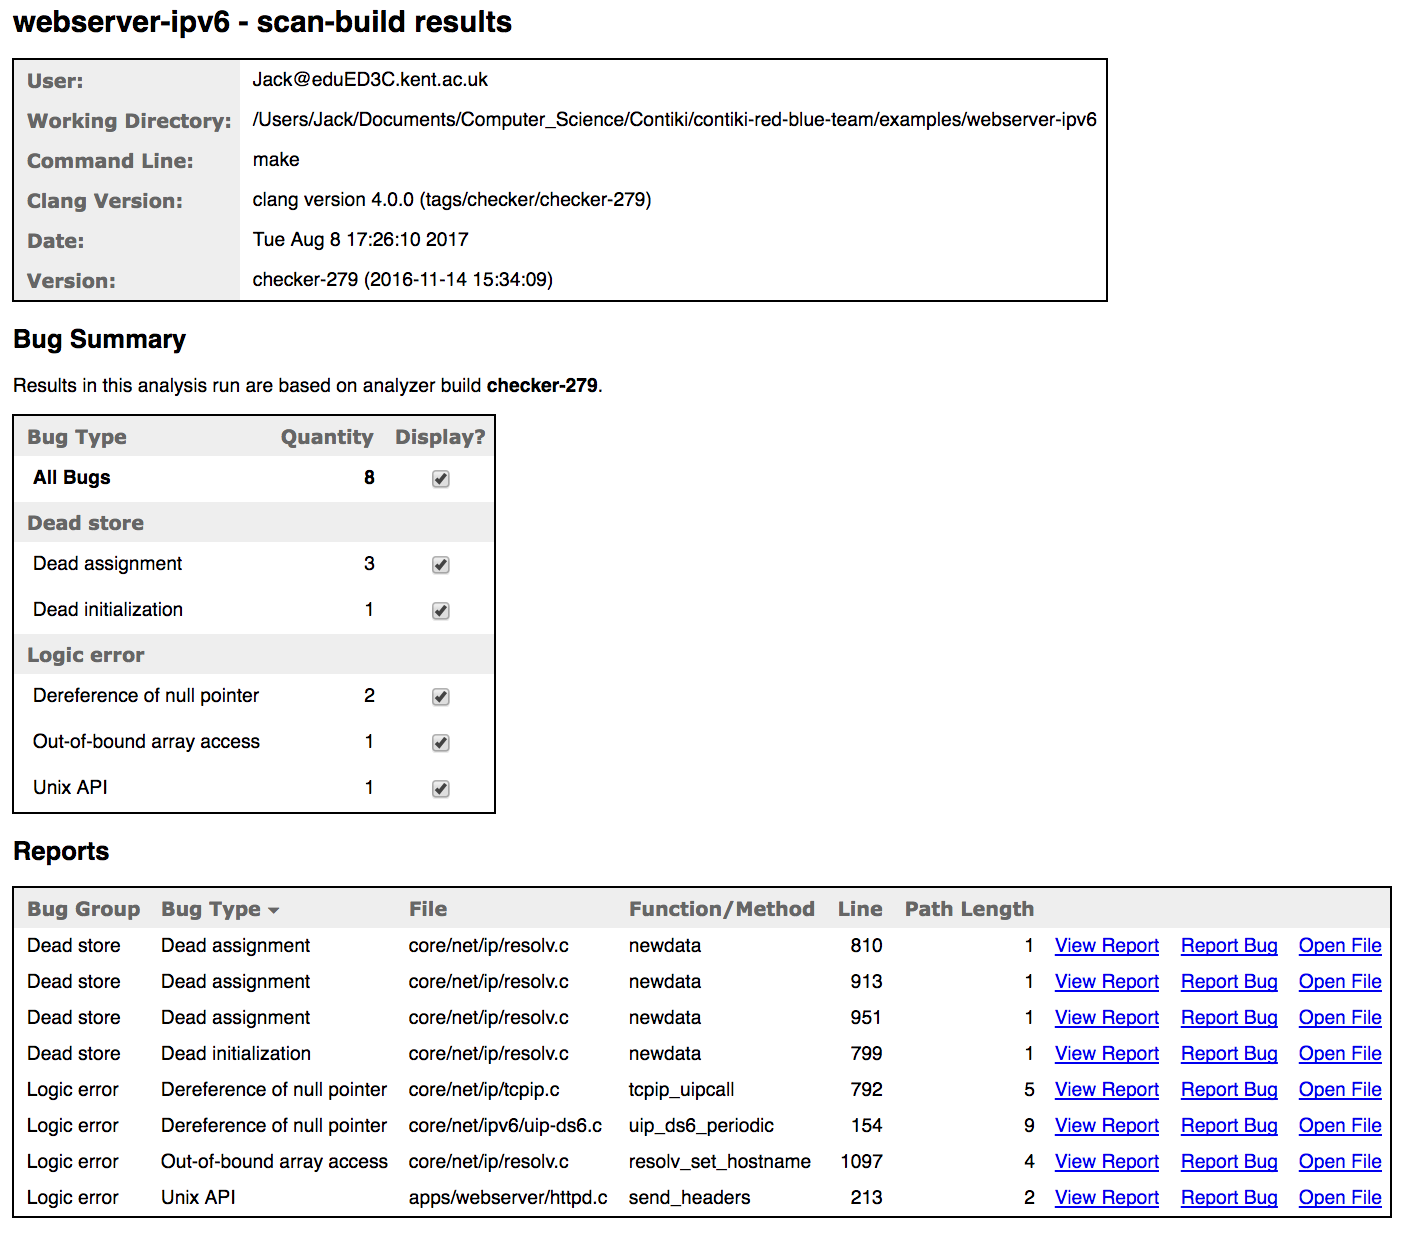 webserver-ipv6 - scan-build results
User: Jack@eduED3C.kent.ac.uk
Working Directory: /Users/Jack/Documents/Computer_Science/Contiki/contiki-red-blue-team/examples/webserver-ipv6
Command Line: make
Clang Version: clang version 4.0.0 (tags/checker/checker-279)
Date: Tue Aug 8 17:26:10 2017
Version: checker-279 (2016-11-14 15:34:09)
Bug Summary
Results in this analysis run are based on analyzer build checker-279.
Bug Type Quantity Display?
All Bugs 8
Dead store
Dead assignment 3
Dead initialization 1
Logic error
Dereference of null pointer 2
Out-of-bound array access 1
Unix API 1
Reports
Bug Group Bug Type File Function/Method Line Path Length
Dead store Dead assignment core/net/ip/resolv.c newdata 810 1 View Report Report Bug Open File
Dead store Dead assignment core/net/ip/resolv.c newdata 913 1 View Report Report Bug Open File
Dead store Dead assignment core/net/ip/resolv.c newdata 951 1 View Report Report Bug Open File
Dead store Dead initialization core/net/ip/resolv.c newdata 799 1 View Report Report Bug Open File
Logic error Dereference of null pointer core/net/ip/tcpip.c tcpip_uipcall 792 5 View Report Report Bug Open File
Logic error Dereference of null pointer core/net/ipv6/uip-ds6.c uip_ds6_periodic 154 9 View Report Report Bug Open File
Logic error Out-of-bound array access core/net/ip/resolv.c resolv_set_hostname 1097 4 View Report Report Bug Open File
Logic error Unix API apps/webserver/httpd.c send_headers 213 2 View Report Report Bug Open File